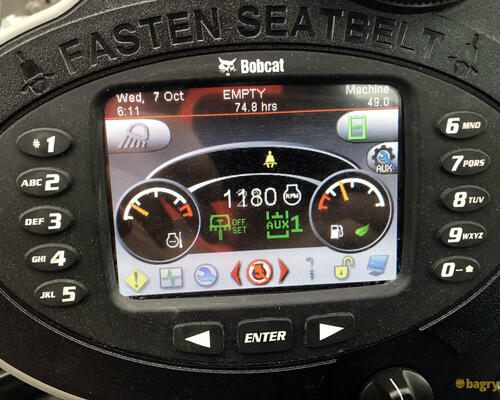 FASTEN SEATBELT
Bobcat
Wed, 7 Oct EMPTY Machine
6:11 74.8 hrs 49.0
AUX
1180 RPM
OFF
SET
AUX 1
# 1
ABC 2
DEF 3
GHI 4
JKL 5
6 MNO
7 PQRS
8 TUV
9 WXYZ
0
ENTER
bagry